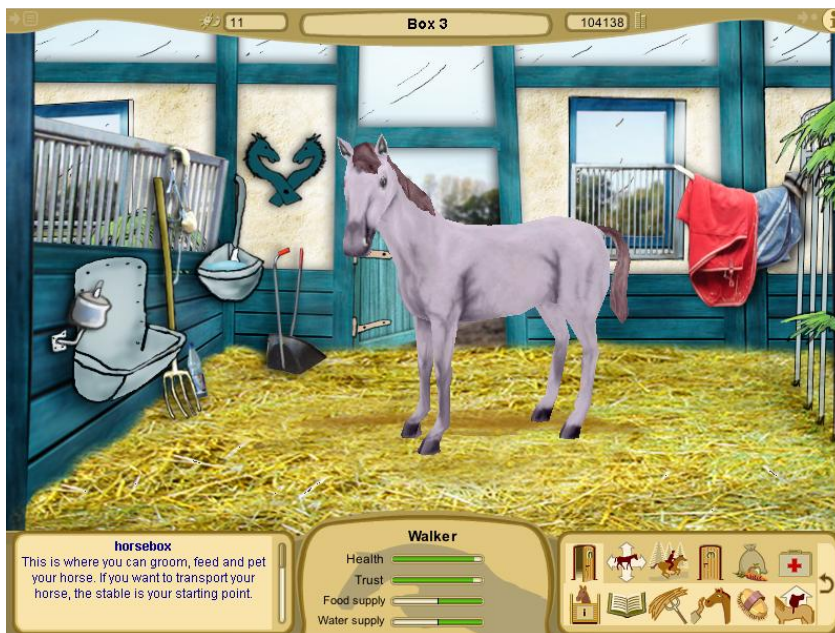 11
Box 3
104138
horsebox
This is where you can groom, feed and pet
your horse. If you want to transport your
horse, the stable is your starting point.
Walker
Health
Trust
Food supply
Water supply